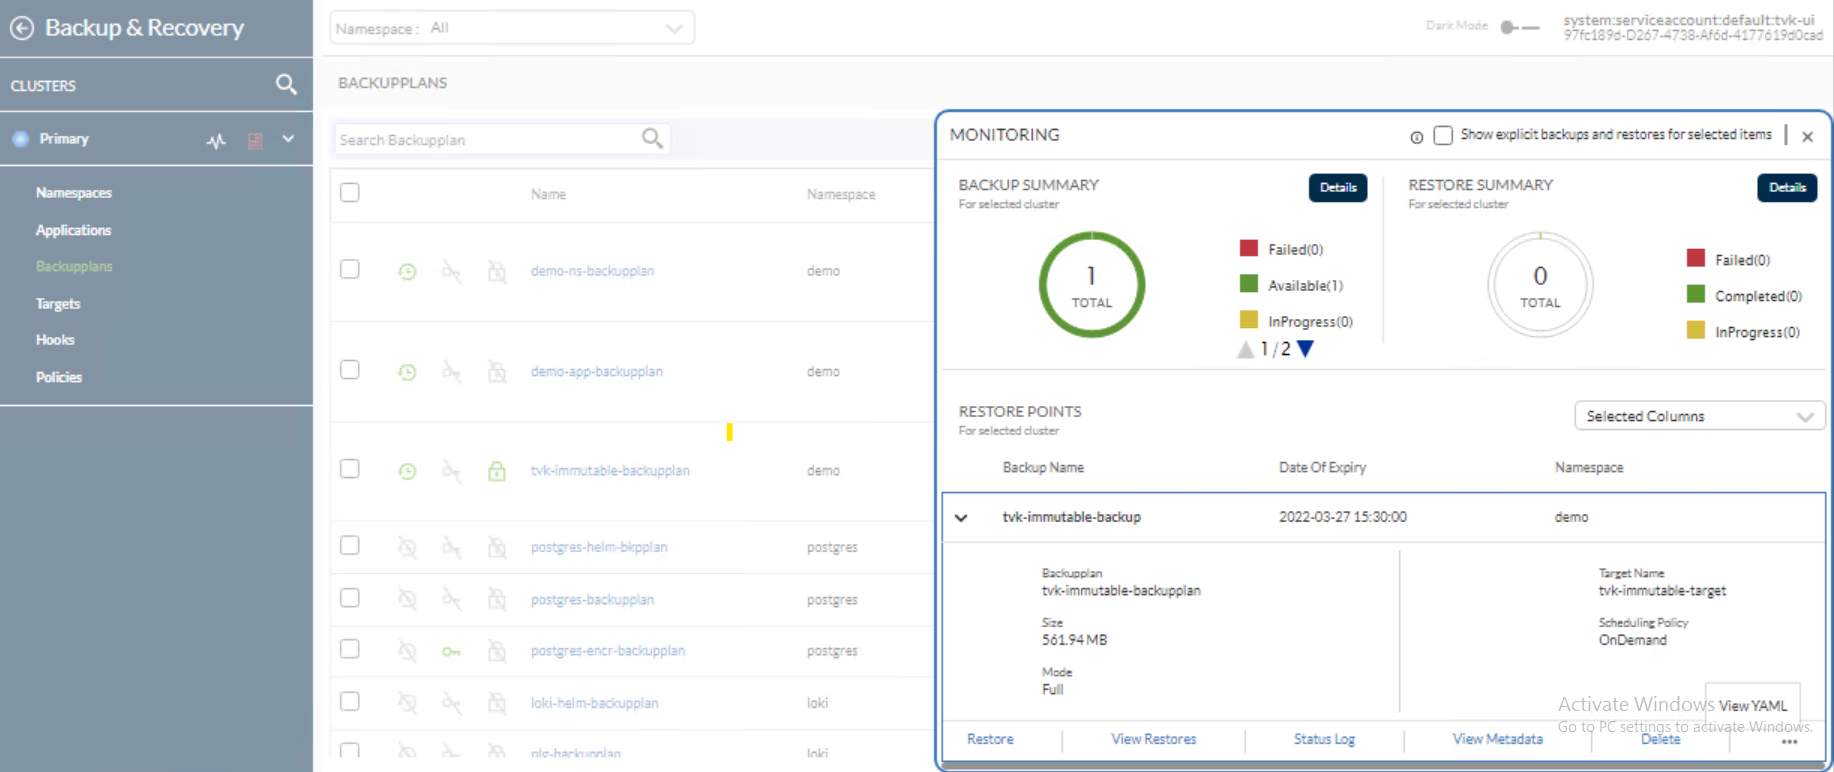 Backup & Recovery
Namespace : All
Dark Mode
system:serviceaccount:default:tvk-ui
97fc189d-D267-4738-Af6d-4177619d0cad
CLUSTERS
BACKUPPLANS
Primary
Search Backupplan
Namespaces
Applications
Backupplans
Targets
Hooks
Policies
Name Namespace
demo-ns-backupplan demo
demo-app-backupplan demo
tvk-immutable-backupplan demo
postgres-helm-bkpplan postgres
postgres-backupplan postgres
postgres-encr-backupplan postgres
loki-helm-backupplan loki
plg-backupplan loki
MONITORING
Show explicit backups and restores for selected items
BACKUP SUMMARY
For selected cluster
Details
1
TOTAL
Failed(0)
Available(1)
InProgress(0)
1/2
RESTORE SUMMARY
For selected cluster
Details
0
TOTAL
Failed(0)
Completed(0)
InProgress(0)
RESTORE POINTS
For selected cluster
Selected Columns
Backup Name Date Of Expiry Namespace
tvk-immutable-backup 2022-03-27 15:30:00 demo
Backupplan
tvk-immutable-backupplan
Size
561.94 MB
Mode
Full
Target Name
tvk-immutable-target
Scheduling Policy
OnDemand
View YAML
Activate Windows
Go to PC settings to activate Windows.
Restore View Restores Status Log View Metadata Delete